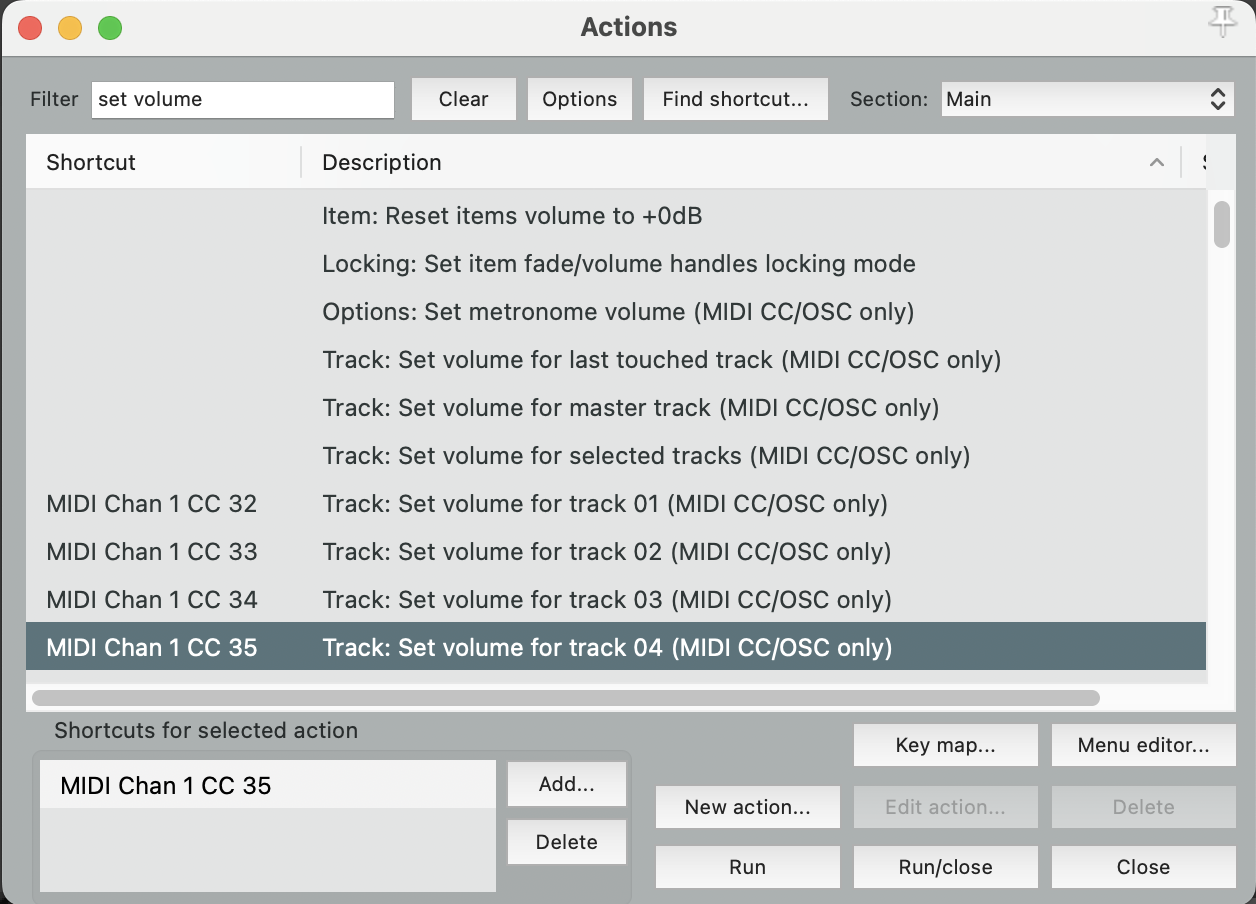 Actions
Filter set volume Clear Options Find shortcut... Section: Main
Shortcut Description
Item: Reset items volume to +0dB
Locking: Set item fade/volume handles locking mode
Options: Set metronome volume (MIDI CC/OSC only)
Track: Set volume for last touched track (MIDI CC/OSC only)
Track: Set volume for master track (MIDI CC/OSC only)
Track: Set volume for selected tracks (MIDI CC/OSC only)
MIDI Chan 1 CC 32 Track: Set volume for track 01 (MIDI CC/OSC only)
MIDI Chan 1 CC 33 Track: Set volume for track 02 (MIDI CC/OSC only)
MIDI Chan 1 CC 34 Track: Set volume for track 03 (MIDI CC/OSC only)
MIDI Chan 1 CC 35 Track: Set volume for track 04 (MIDI CC/OSC only)
Shortcuts for selected action
MIDI Chan 1 CC 35
Add...
Delete
Key map... Menu editor...
New action... Edit action... Delete
Run Run/close Close